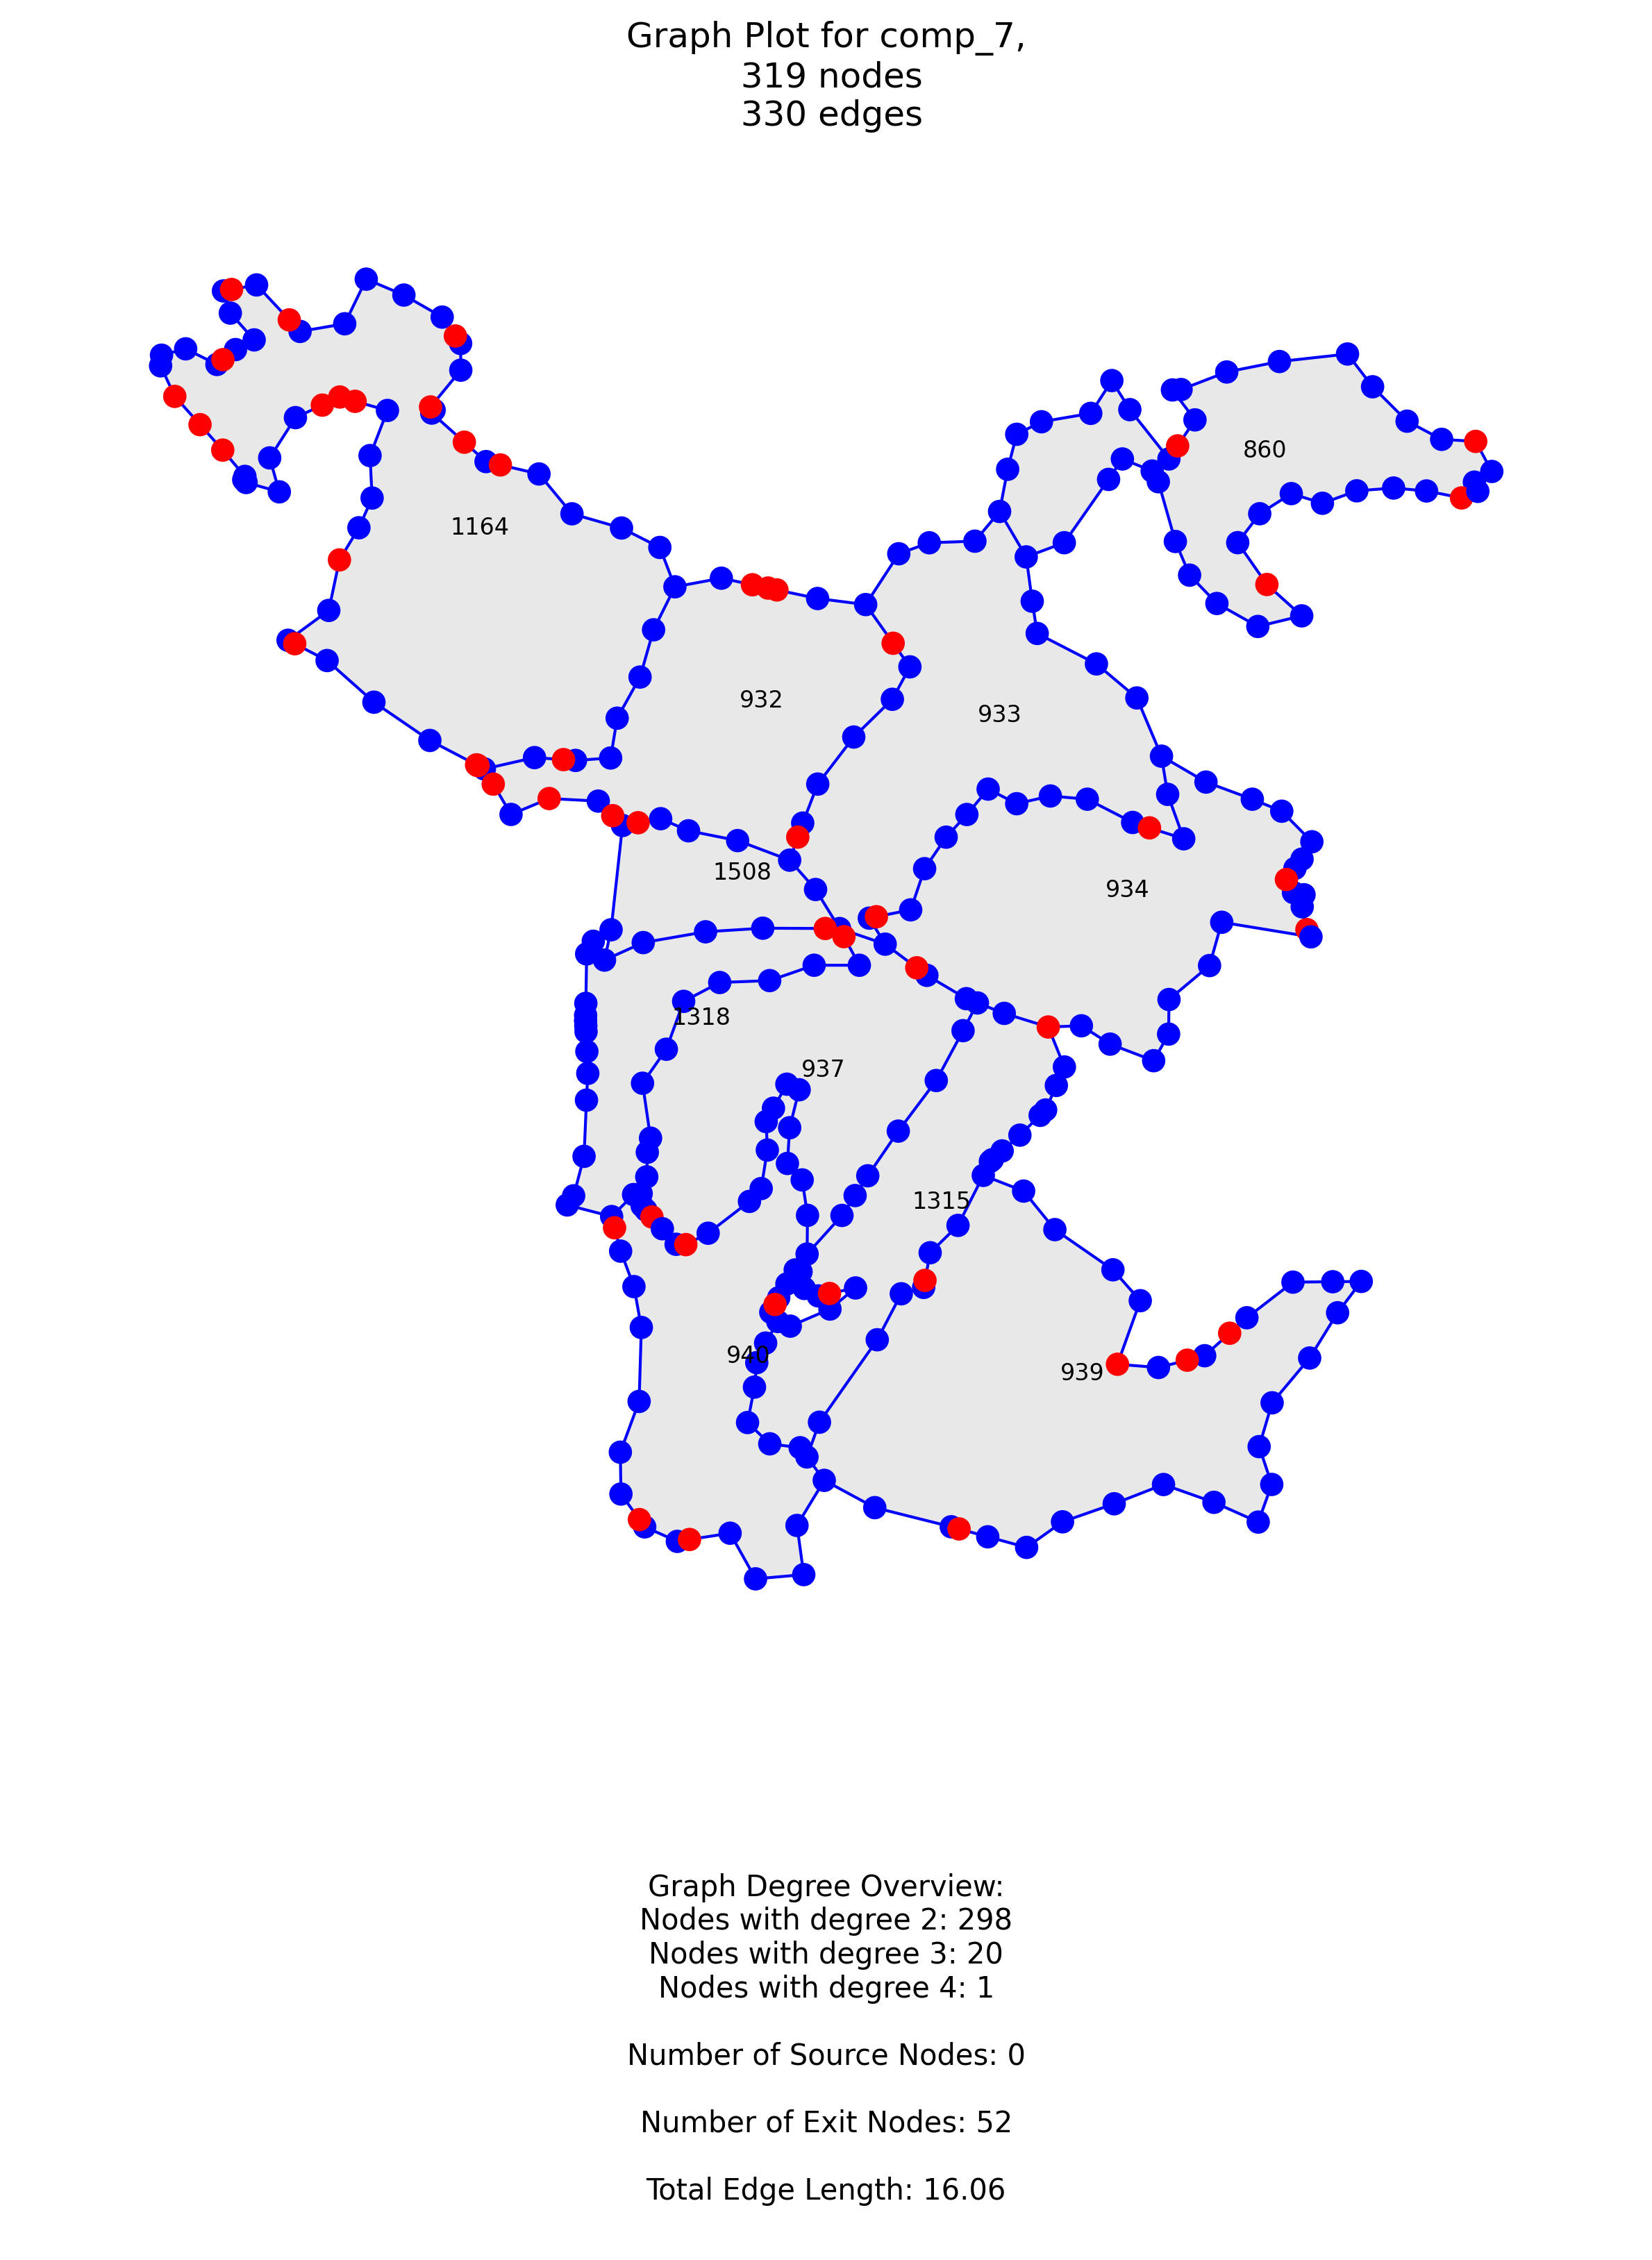 Graph Plot for comp_7,
319 nodes
330 edges
860
1164
932
933
1508
934
1318
937
1315
940
939
Graph Degree Overview:
Nodes with degree 2: 298
Nodes with degree 3: 20
Nodes with degree 4: 1
Number of Source Nodes: 0
Number of Exit Nodes: 52
Total Edge Length: 16.06